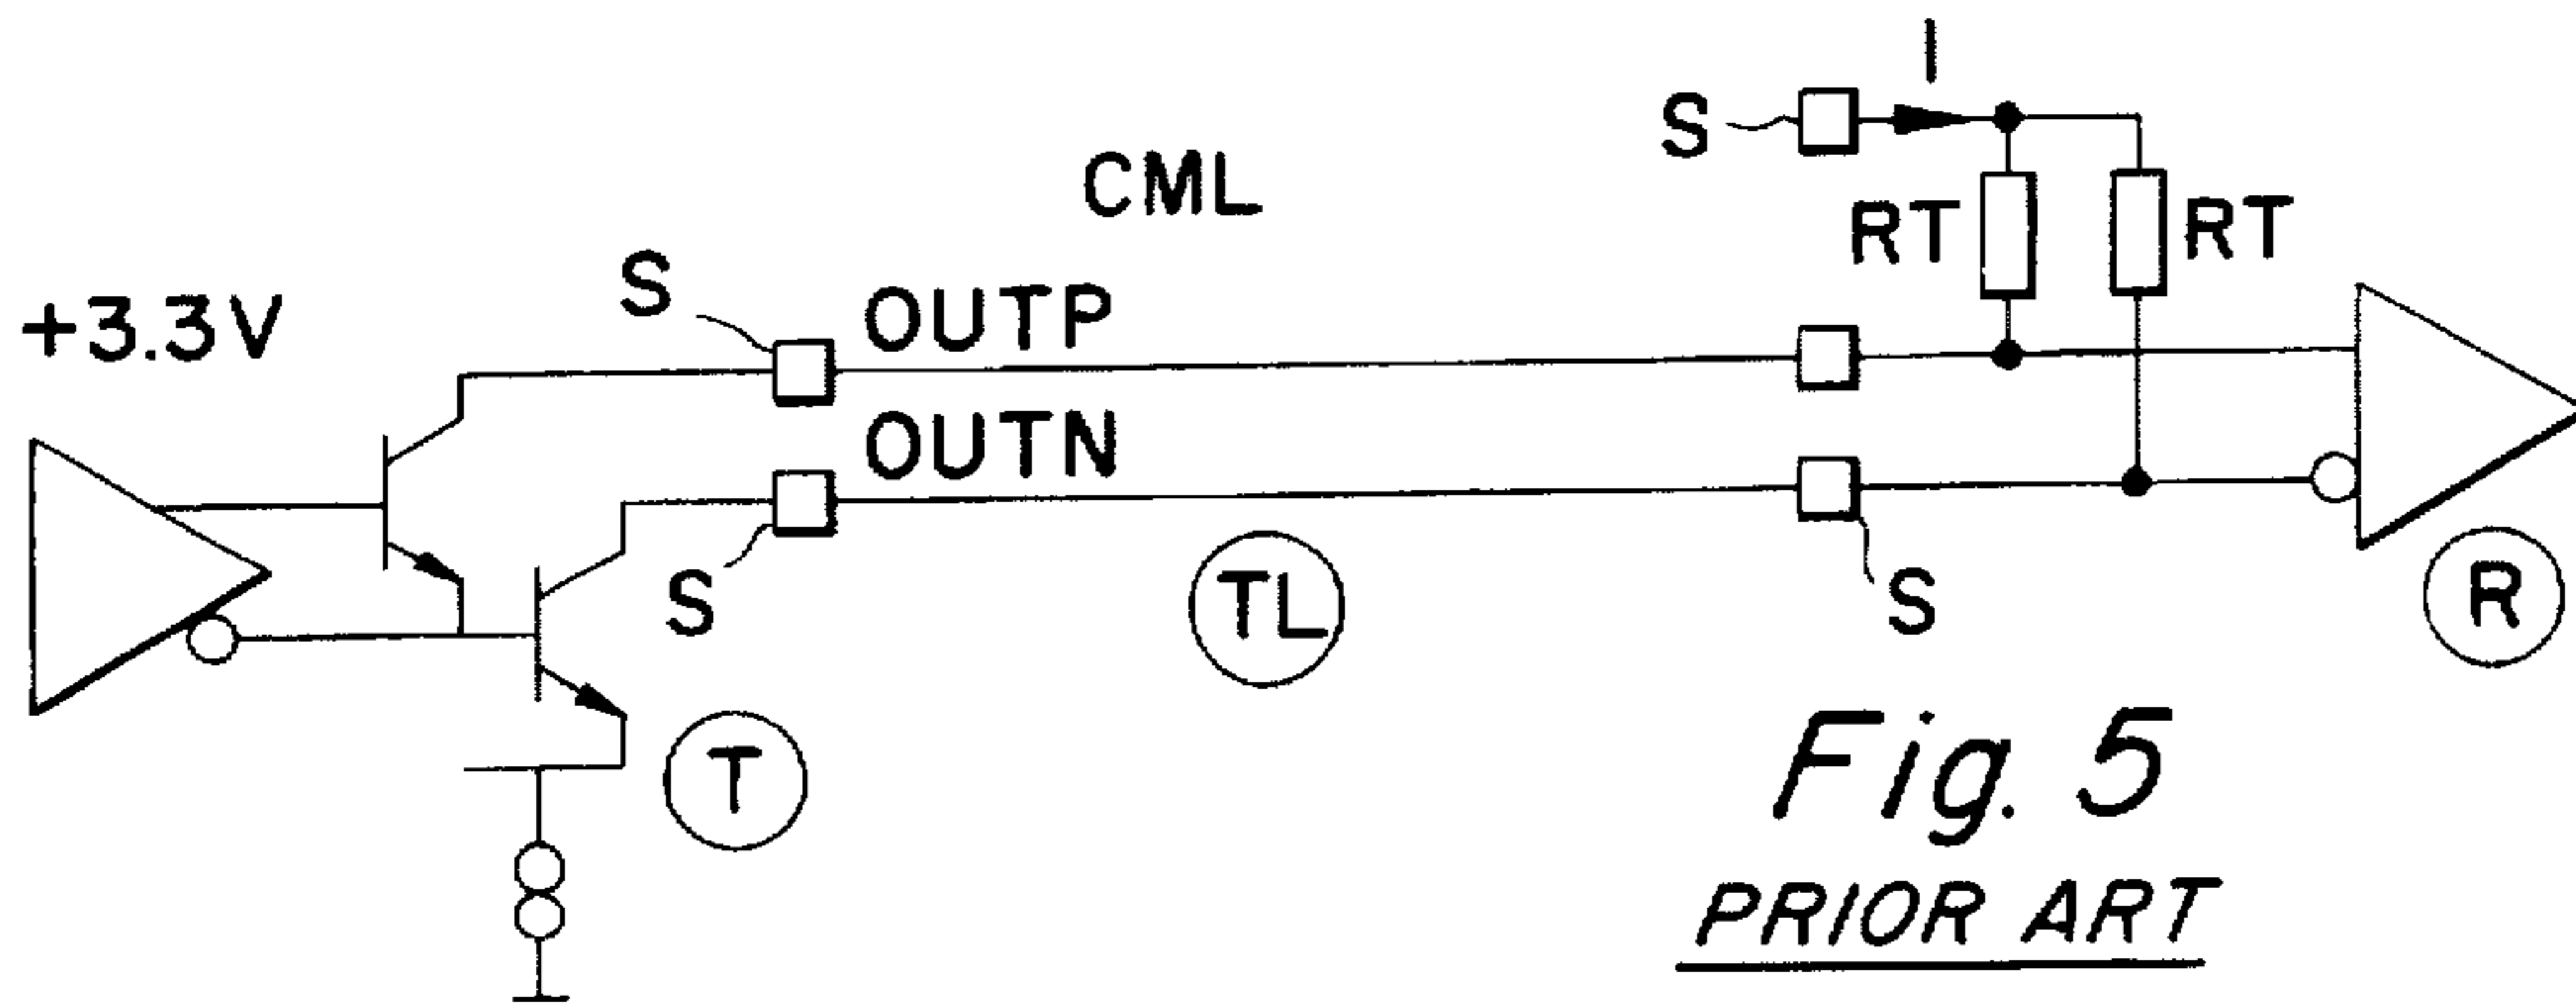 I
S
CML
RT
RT
S
OUTP
+3.3V
OUTN
S
S
TL
R
T
Fig. 5
PRIOR ART